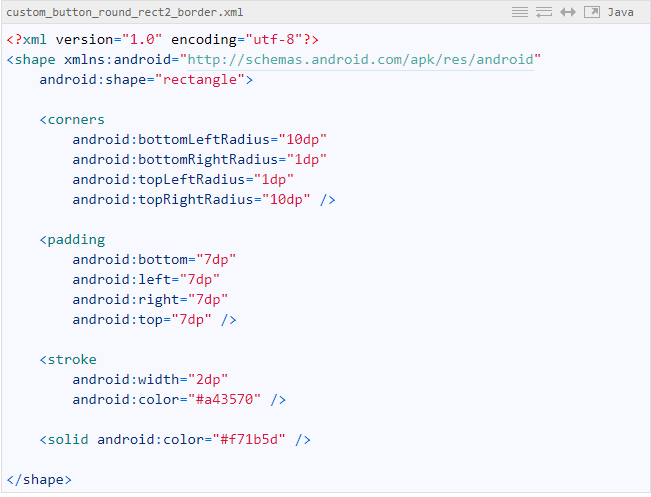 custom_button_round_rect2_border.xml Java
<?xml version="1.0" encoding="utf-8"?>
<shape xmlns:android="http://schemas.android.com/apk/res/android"
    android:shape="rectangle">

    <corners
        android:bottomLeftRadius="10dp"
        android:bottomRightRadius="1dp"
        android:topLeftRadius="1dp"
        android:topRightRadius="10dp" />

    <padding
        android:bottom="7dp"
        android:left="7dp"
        android:right="7dp"
        android:top="7dp" />

    <stroke
        android:width="2dp"
        android:color="#a43570" />

    <solid android:color="#f71b5d" />

</shape>